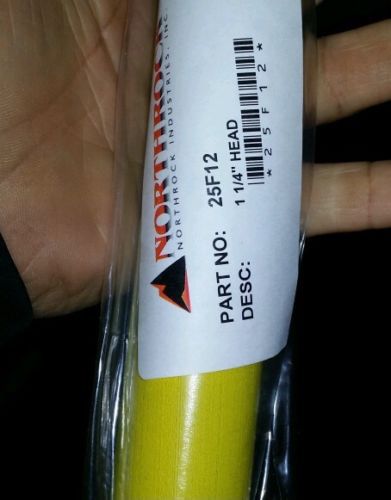 NORTHROCK
NORTHROCK INDUSTRIES, INC
PART NO: 25F12
DESC: 1 1/4" HEAD
*25F12*